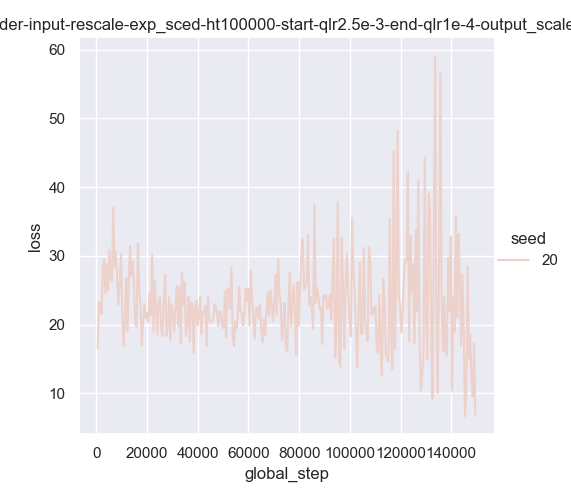 der-input-rescale-exp_sced-ht100000-start-qlr2.5e-3-end-qlr1e-4-output_scale
60
50
40
30
20
10
loss
seed
20
0 20000 40000 60000 80000 100000 120000 140000
global_step